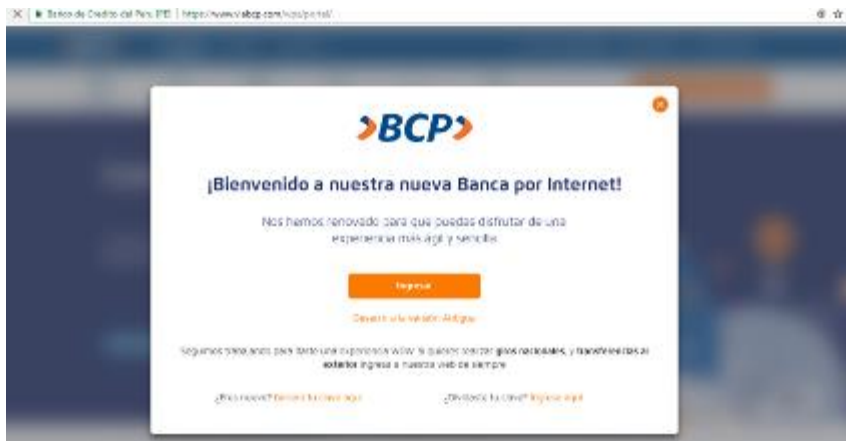 Banco de Credito del Peru [PE] | https://www.viabcp.com/wps/portal/
>BCP>
¡Bienvenido a nuestra nueva Banca por Internet!
Nos hemos renovado para que puedas disfrutar de una
experiencia más ágil y sencilla
Ingresa
a la versión Antigua
Seguimos trabajando para darte una experiencia WOW. Si quieres realizar giros nacionales, y transferencias al
exterior ingresa a nuestra web de siempre
¿Eres nuevo? Genera tu clave aquí ¿Olvidaste tu clave? Ingresa aquí